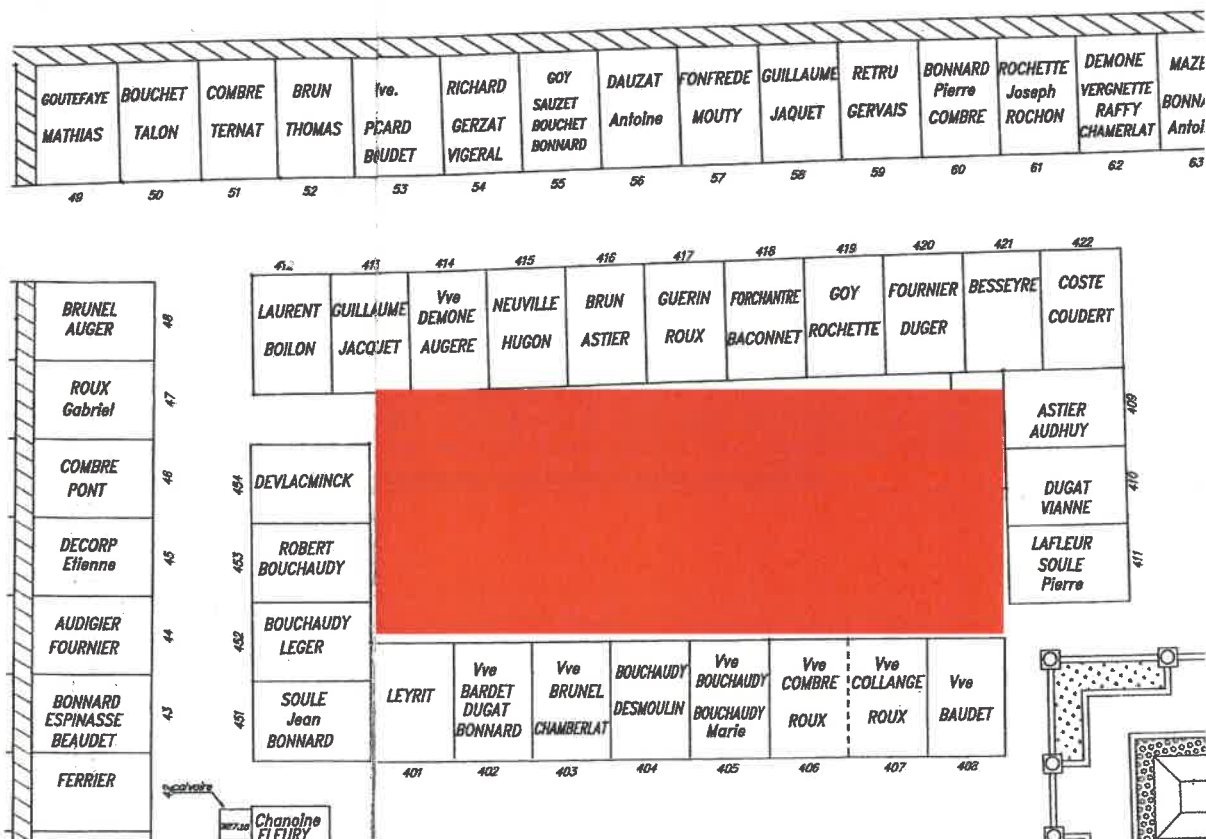 GOUTEFAYE
MATHIAS
49
BOUCHET
TALON
50
COMBRE
TERNAT
51
BRUN
THOMAS
52
Vve.
PICARD
BOUDET
53
RICHARD
GERZAT
VIGERAL
54
GOY
SAUZET
BOUCHET
BONNARD
55
DAUZAT
Antoine
56
FONFREDE
MOUTY
57
GUILLAUME
JAQUET
58
RETRU
GERVAIS
59
BONNARD
Pierre
COMBRE
60
ROCHETTE
Joseph
ROCHON
61
DEMONE
VERGNETTE
RAFFY
CHAMERLAT
62
63
BRUNEL
AUGER
48
ROUX
Gabriel
47
COMBRE
PONT
46
DECORP
Etienne
45
AUDIGIER
FOURNIER
44
BONNARD
ESPINASSE
BEAUDET
43
FERRIER
42
412
LAURENT
BOILON
413
GUILLAUME
JACQUET
414
Vve
DEMONE
AUGERE
415
NEUVILLE
HUGON
416
BRUN
ASTIER
417
GUERIN
ROUX
418
FORCHANTRE
BACONNET
419
GOY
ROCHETTE
420
FOURNIER
DUGER
421
BESSEYRE
422
COSTE
COUDERT
ASTIER
AUDHUY
409
DUGAT
VIANNE
410
LAFLEUR
SOULE
Pierre
411
454
DEVLACMINCK
453
ROBERT
BOUCHAUDY
452
BOUCHAUDY
LEGER
451
SOULE
Jean
BONNARD
LEYRIT
401
Vve
BARDET
DUGAT
BONNARD
402
Vve
BRUNEL
CHAMBERLAT
403
BOUCHAUDY
DESMOULIN
404
Vve
BOUCHAUDY
BOUCHAUDY
Marie
405
Vve
COMBRE
ROUX
406
Vve
COLLANGE
ROUX
407
Vve
BAUDET
408
calvaire
Chanoine
FLEURY